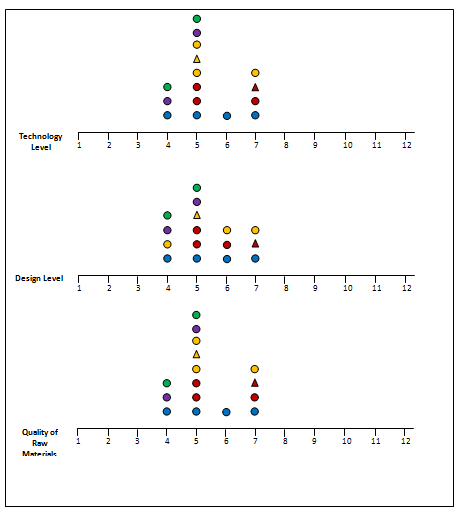 Technology
Level
1 2 3 4 5 6 7 8 9 10 11 12
Design Level
1 2 3 4 5 6 7 8 9 10 11 12
Quality of
Raw
Materials
1 2 3 4 5 6 7 8 9 10 11 12